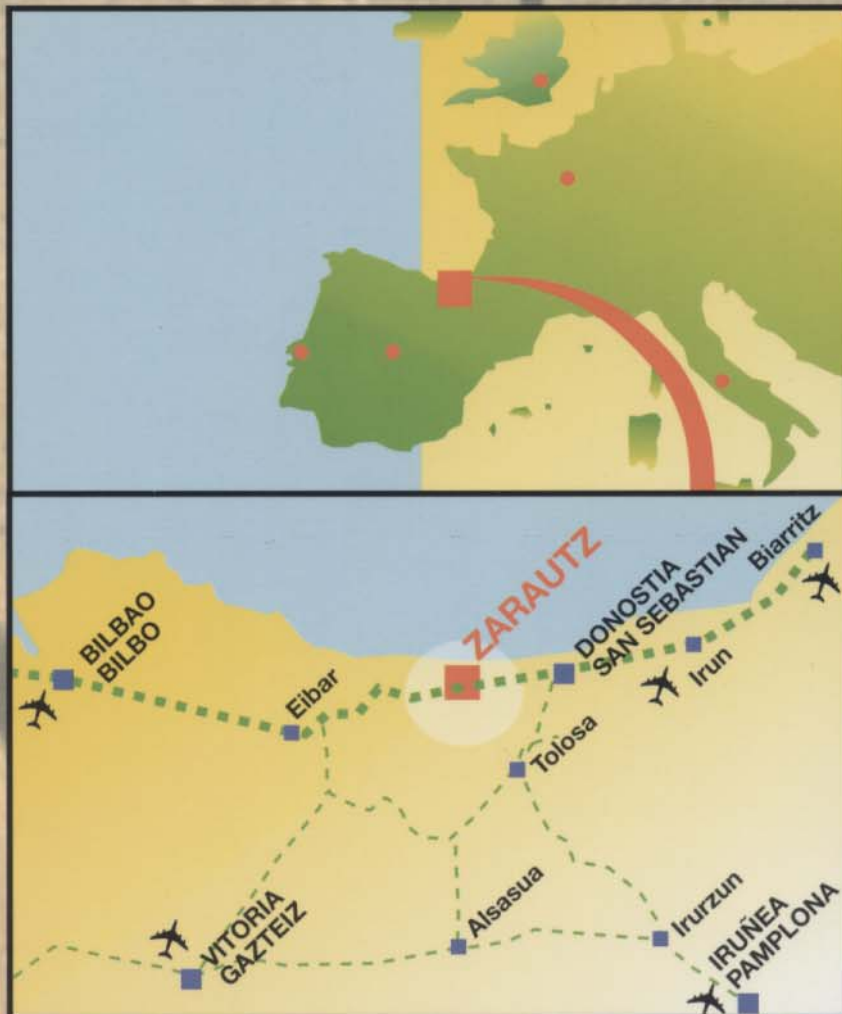 ZARAUTZ
Biarritz
DONOSTIA
SAN SEBASTIAN
BILBAO
BILBO
Irun
Eibar
Tolosa
VITORIA
GAZTEIZ
Alsasua
Irurzun
IRUÑEA
PAMPLONA